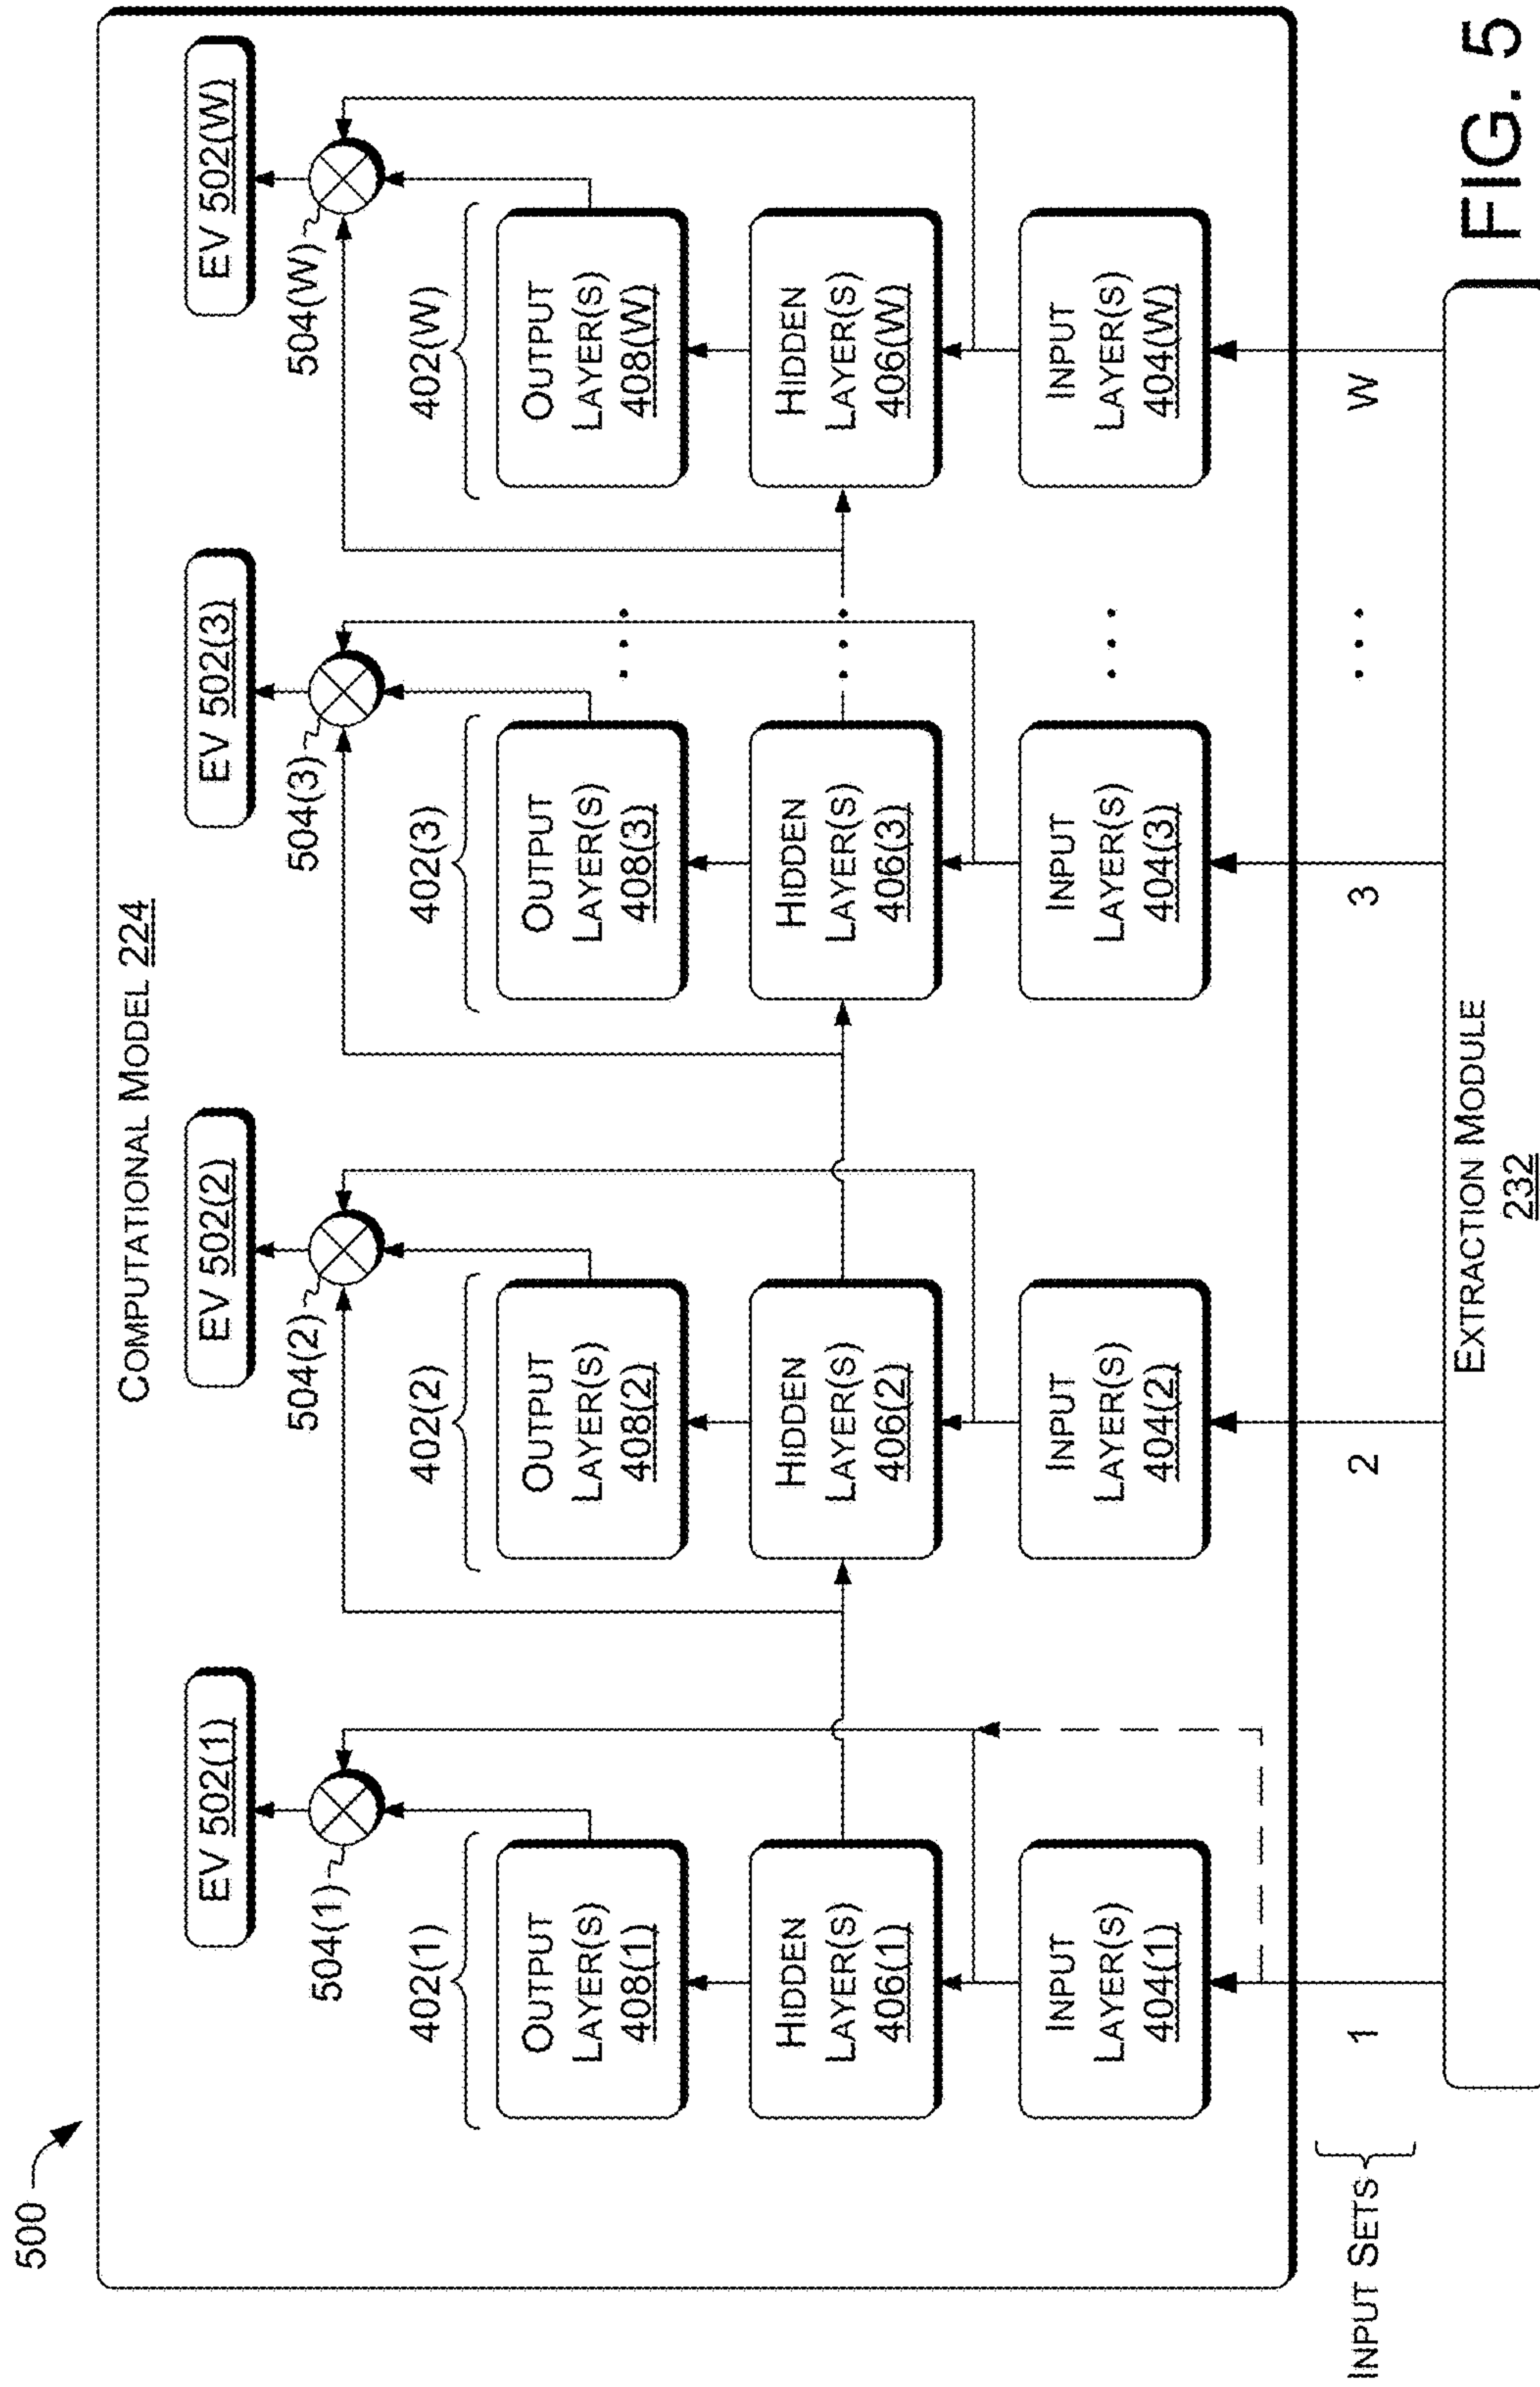 500
COMPUTATIONAL MODEL 224
EV 502(1)
EV 502(2)
EV 502(3)
EV 502(W)
504(1)
504(2)
504(3)
504(W)
402(1)
402(2)
402(3)
402(W)
OUTPUT
LAYER(S)
408(1)
OUTPUT
LAYER(S)
408(2)
OUTPUT
LAYER(S)
408(3)
...
OUTPUT
LAYER(S)
408(W)
HIDDEN
LAYER(S)
406(1)
HIDDEN
LAYER(S)
406(2)
HIDDEN
LAYER(S)
406(3)
...
HIDDEN
LAYER(S)
406(W)
INPUT
LAYER(S)
404(1)
INPUT
LAYER(S)
404(2)
INPUT
LAYER(S)
404(3)
...
INPUT
LAYER(S)
404(W)
INPUT SETS
1
2
3
...
W
EXTRACTION MODULE
232
FIG. 5